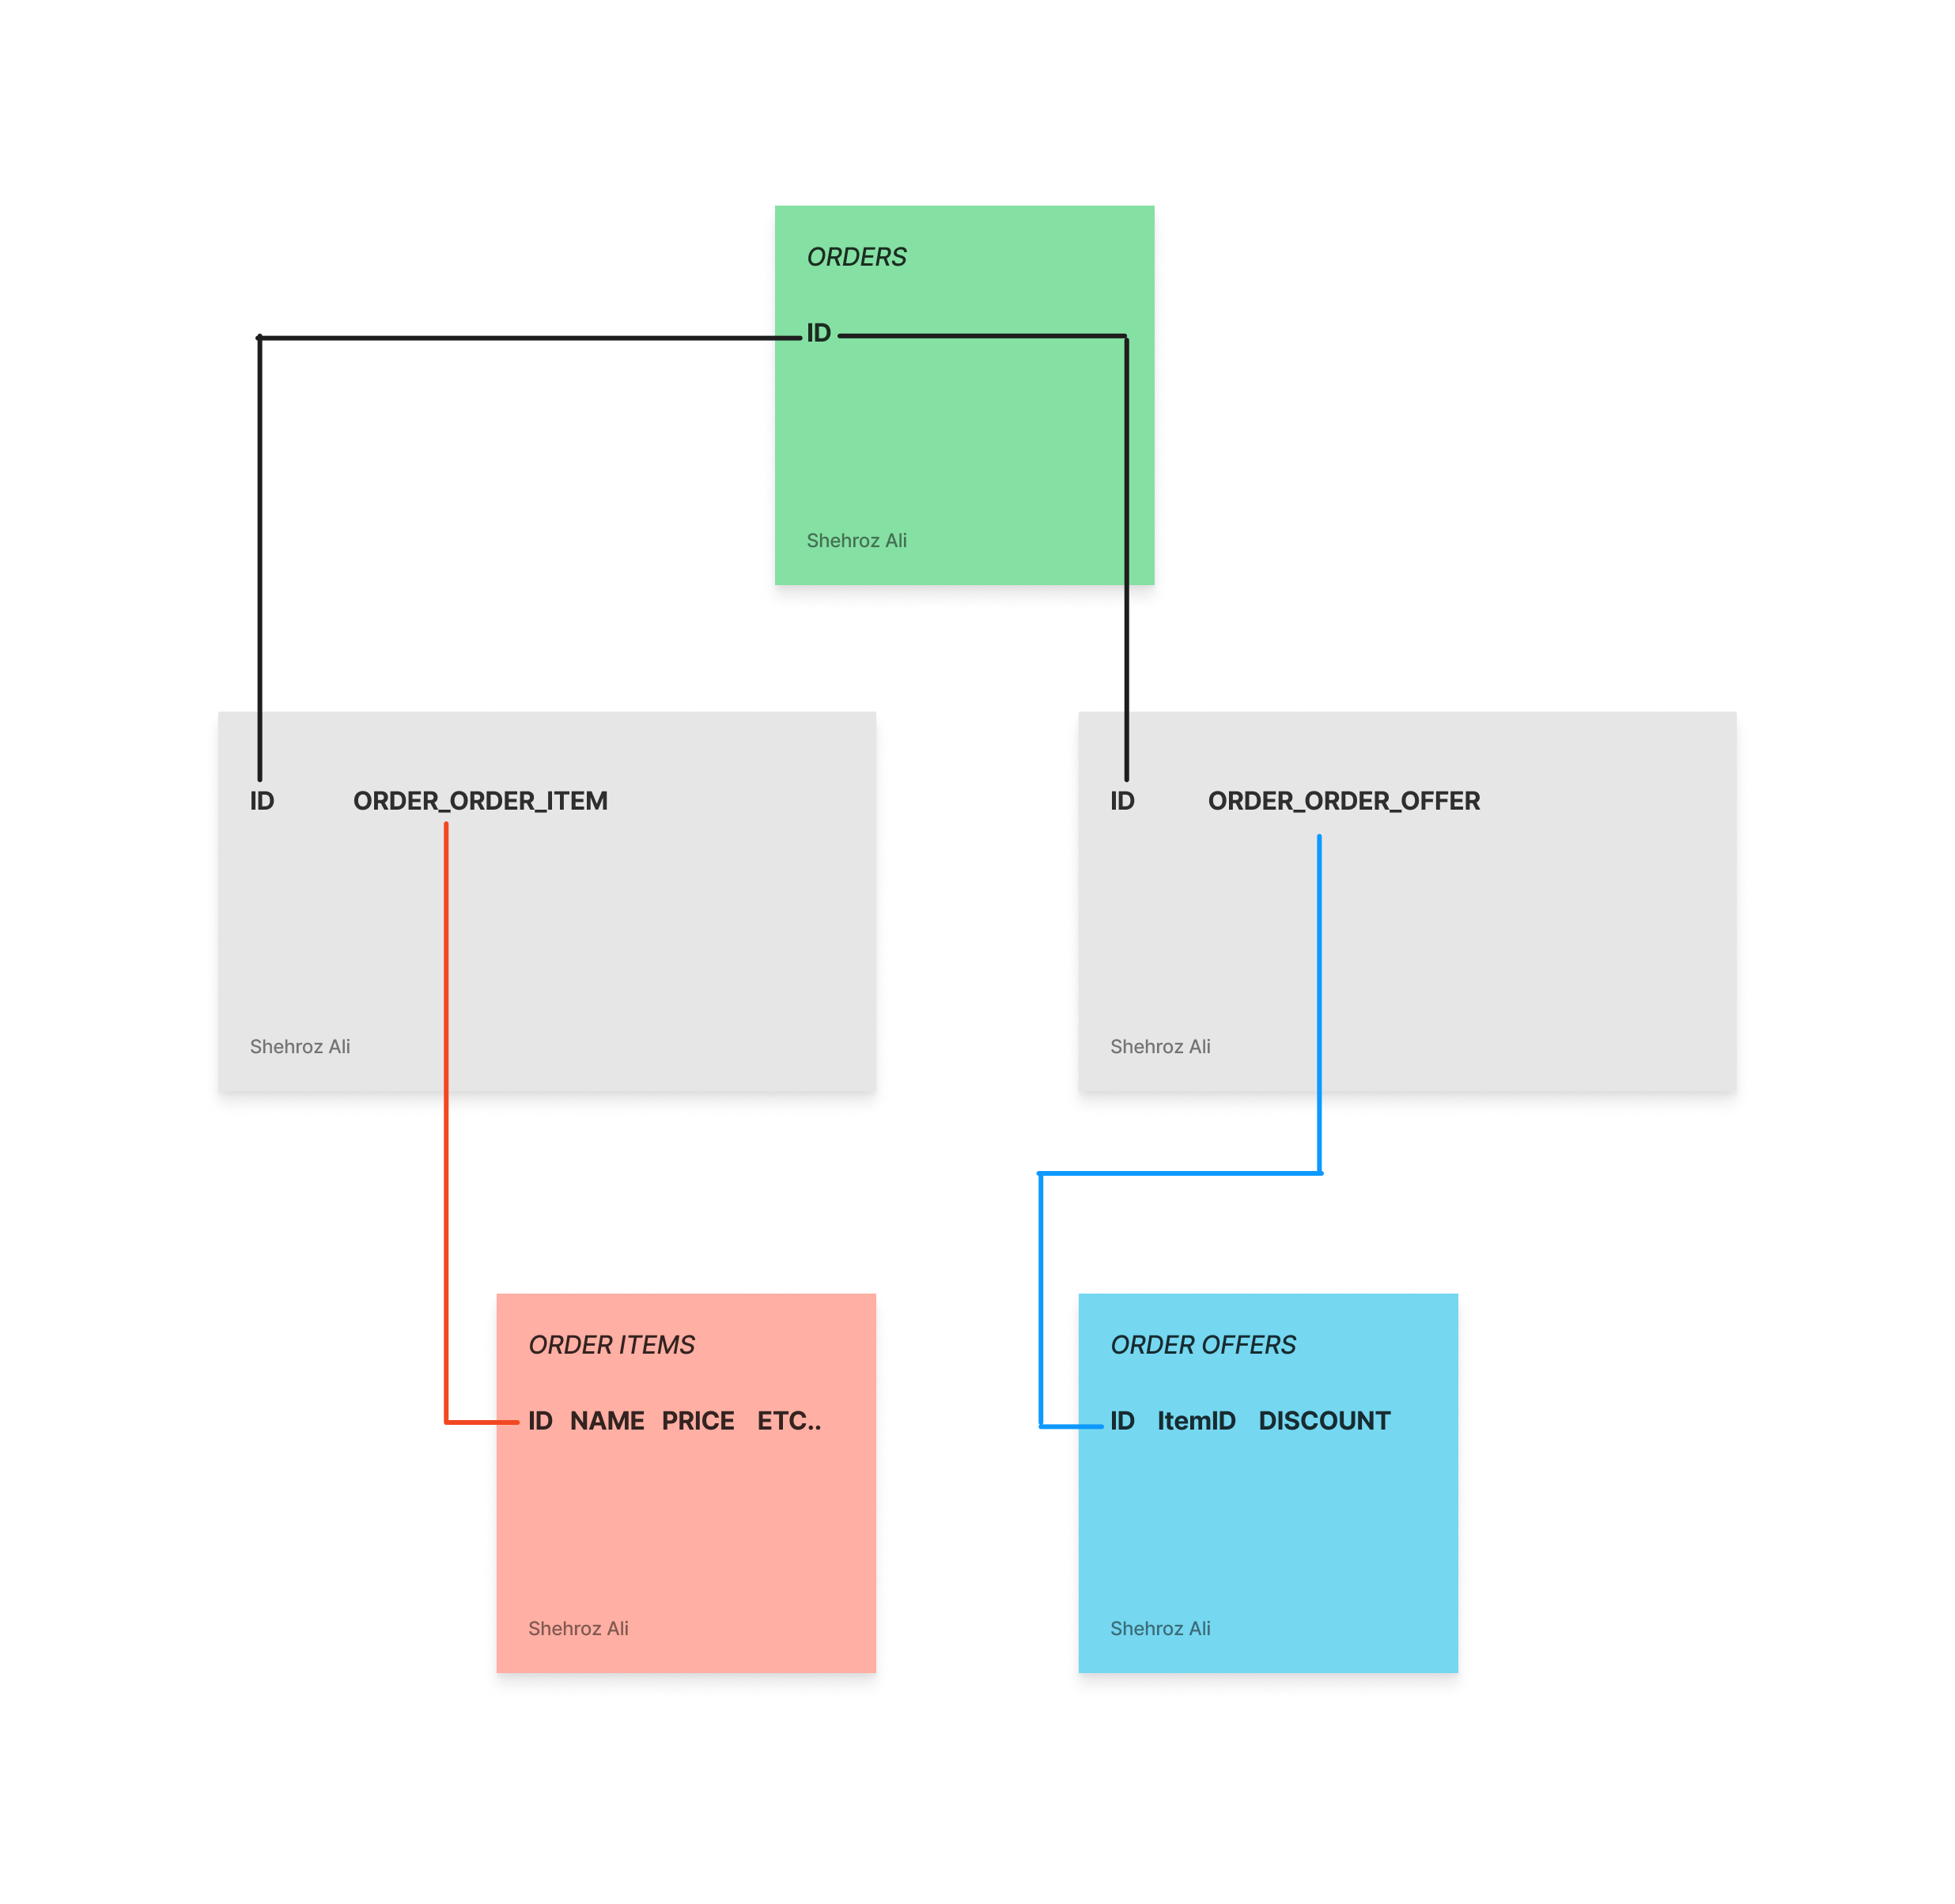 ORDERS
ID
Shehroz Ali
ID ORDER_ORDER_ITEM
Shehroz Ali
ID ORDER_ORDER_OFFER
Shehroz Ali
ORDER ITEMS
ID NAME PRICE ETC..
Shehroz Ali
ORDER OFFERS
ID ItemID DISCOUNT
Shehroz Ali